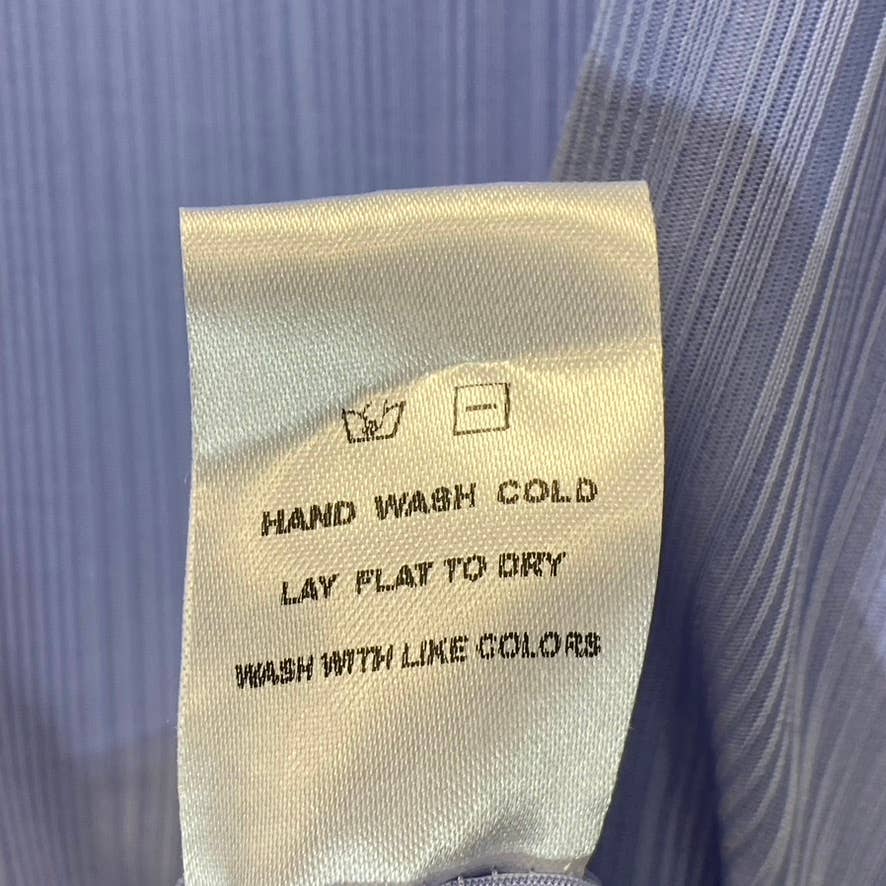 HAND WASH COLD
LAY FLAT TO DRY
WASH WITH LIKE COLORS